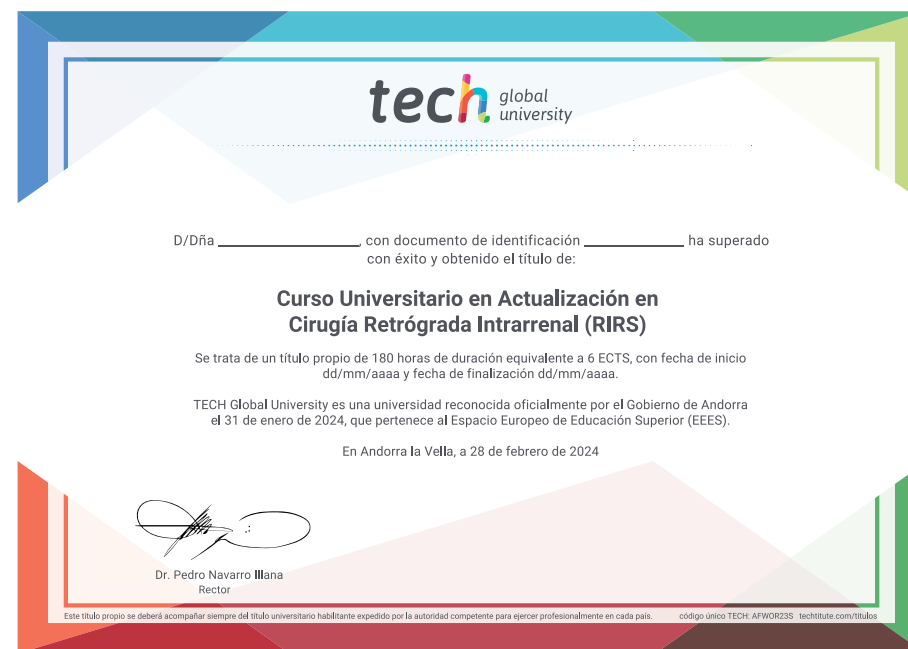 tech global university
D/Dña ______________, con documento de identificación __________ ha superado
con éxito y obtenido el título de:
Curso Universitario en Actualización en
Cirugía Retrógrada Intrarrenal (RIRS)
Se trata de un título propio de 180 horas de duración equivalente a 6 ECTS, con fecha de inicio
dd/mm/aaaa y fecha de finalización dd/mm/aaaa.
TECH Global University es una universidad reconocida oficialmente por el Gobierno de Andorra
el 31 de enero de 2024, que pertenece al Espacio Europeo de Educación Superior (EEES).
En Andorra la Vella, a 28 de febrero de 2024
Dr. Pedro Navarro Illana
Rector
Este título propio se deberá acompañar siempre del título universitario habilitante expedido por la autoridad competente para ejercer profesionalmente en cada país. código único TECH: AFWOR23S techtitute.com/titulos